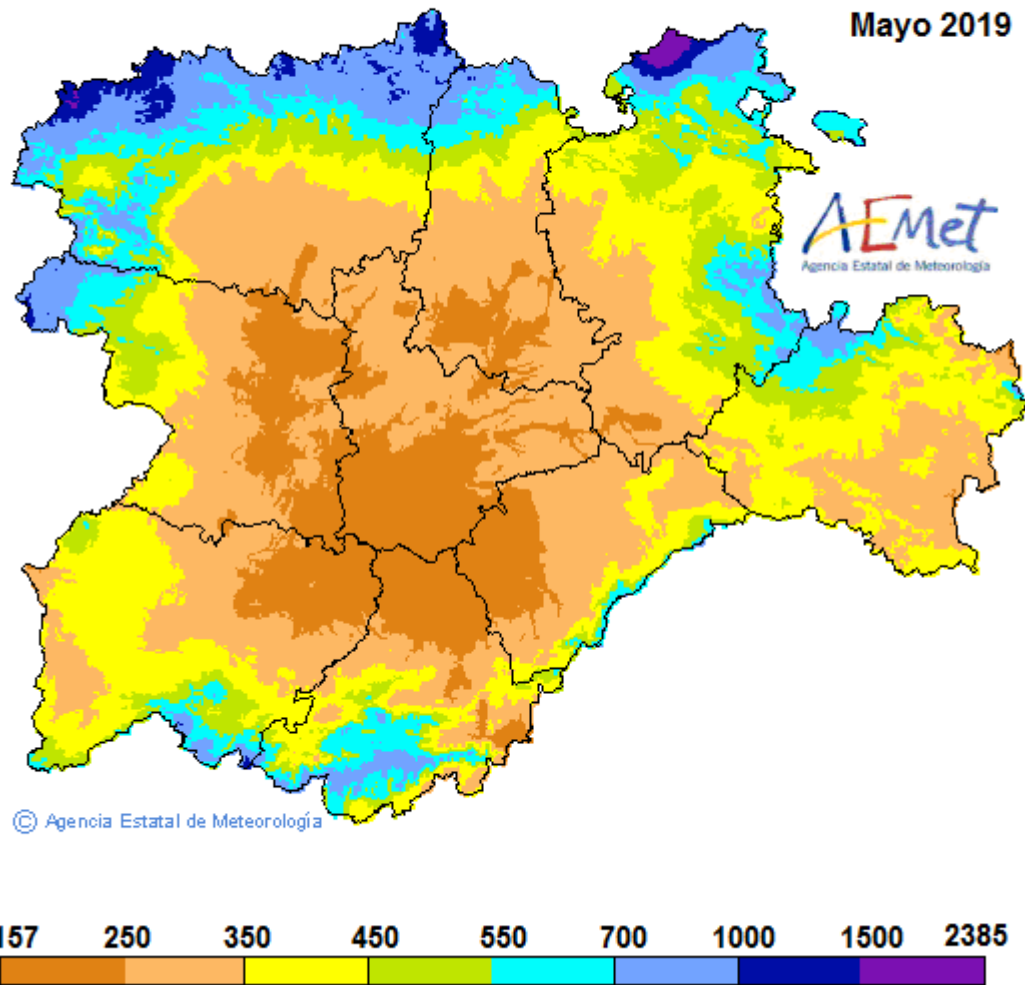 Mayo 2019
AEMet
Agencia Estatal de Meteorología
© Agencia Estatal de Meteorología
157 250 350 450 550 700 1000 1500 2385